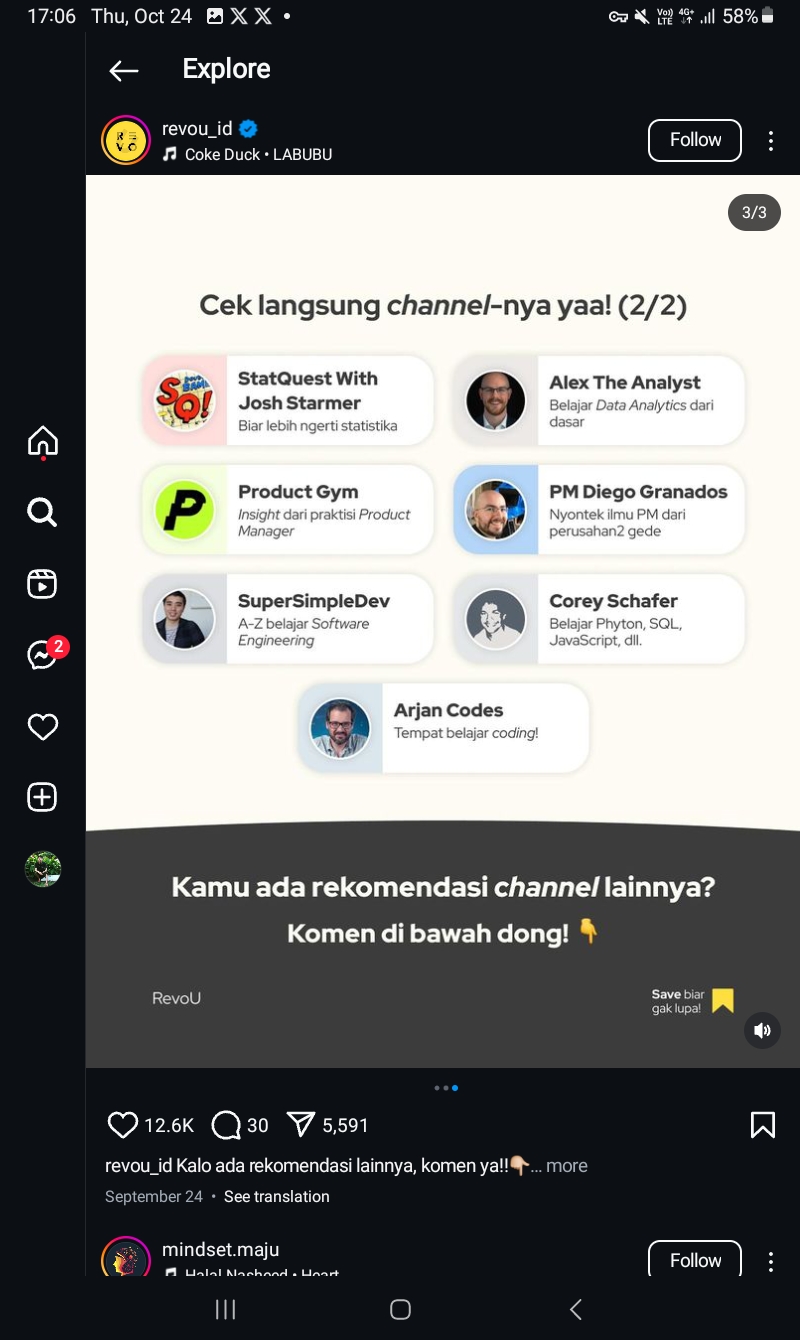 17:06 Thu, Oct 24
Vo)) LTE 4G+ 58%
Explore
revou_id
Coke Duck • LABUBU
Follow
3/3
Cek langsung channel-nya yaa! (2/2)
StatQuest With
Josh Starmer
Biar lebih ngerti statistika
Alex The Analyst
Belajar Data Analytics dari
dasar
Product Gym
Insight dari praktisi Product
Manager
PM Diego Granados
Nyontek ilmu PM dari
perusahan2 gede
SuperSimpleDev
A-Z belajar Software
Engineering
Corey Schafer
Belajar Phyton, SQL,
JavaScript, dll.
Arjan Codes
Tempat belajar coding!
Kamu ada rekomendasi channel lainnya?
Komen di bawah dong! 👇
RevoU
Save biar
gak lupa!
2
12.6K 30 5,591
revou_id Kalo ada rekomendasi lainnya, komen ya!!👇🏼... more
September 24 • See translation
mindset.maju
Halal Nasheed • Heart
Follow